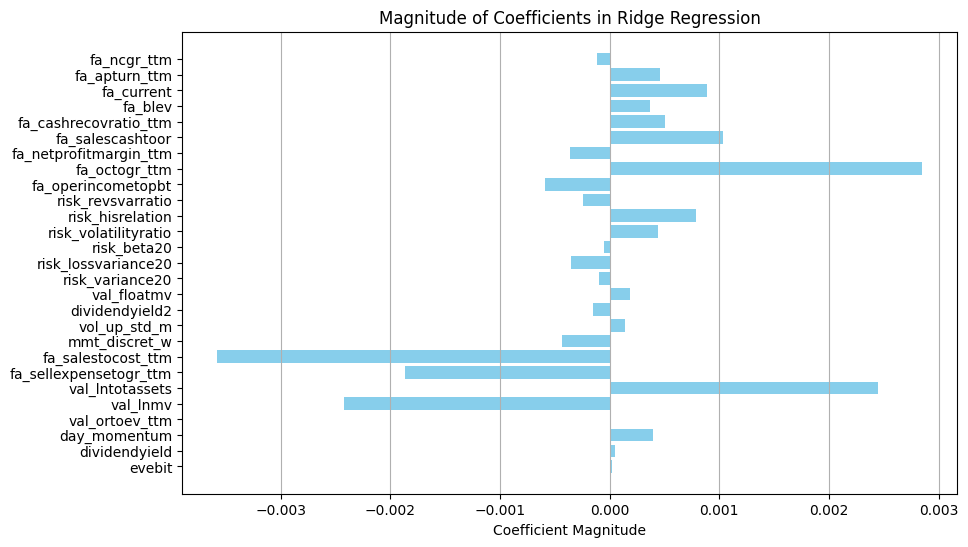 Magnitude of Coefficients in Ridge Regression
fa_ncgr_ttm
fa_apturn_ttm
fa_current
fa_blev
fa_cashrecovratio_ttm
fa_salescashtoor
fa_netprofitmargin_ttm
fa_octogr_ttm
fa_operincometopbt
risk_revsvarratio
risk_hisrelation
risk_volatilityratio
risk_beta20
risk_lossvariance20
risk_variance20
val_floatmv
dividendyield2
vol_up_std_m
mmt_discret_w
fa_salestocost_ttm
fa_sellexpensetogr_ttm
val_lntotassets
val_lnmv
val_ortoev_ttm
day_momentum
dividendyield
evebit
−0.003 −0.002 −0.001 0.000 0.001 0.002 0.003
Coefficient Magnitude